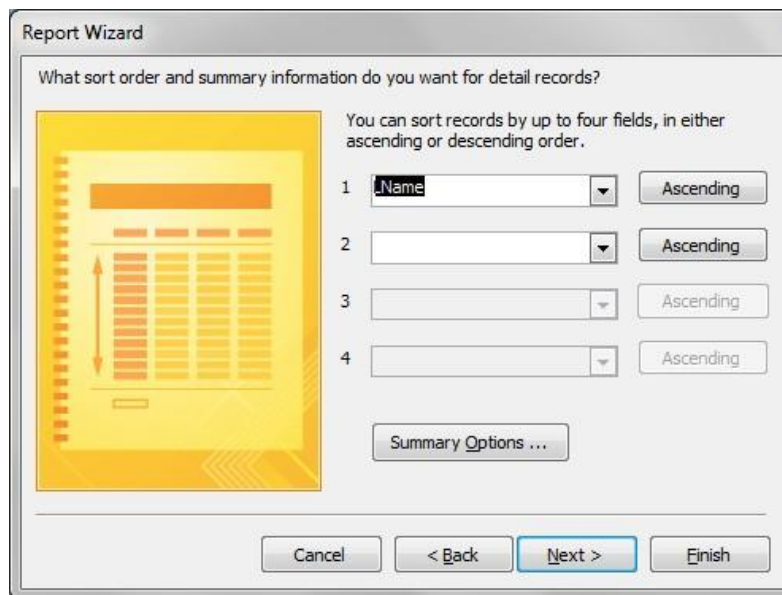 Report Wizard
What sort order and summary information do you want for detail records?
You can sort records by up to four fields, in either
ascending or descending order.
1 _Name Ascending
2 Ascending
3 Ascending
4 Ascending
Summary Options ...
Cancel < Back Next > Finish